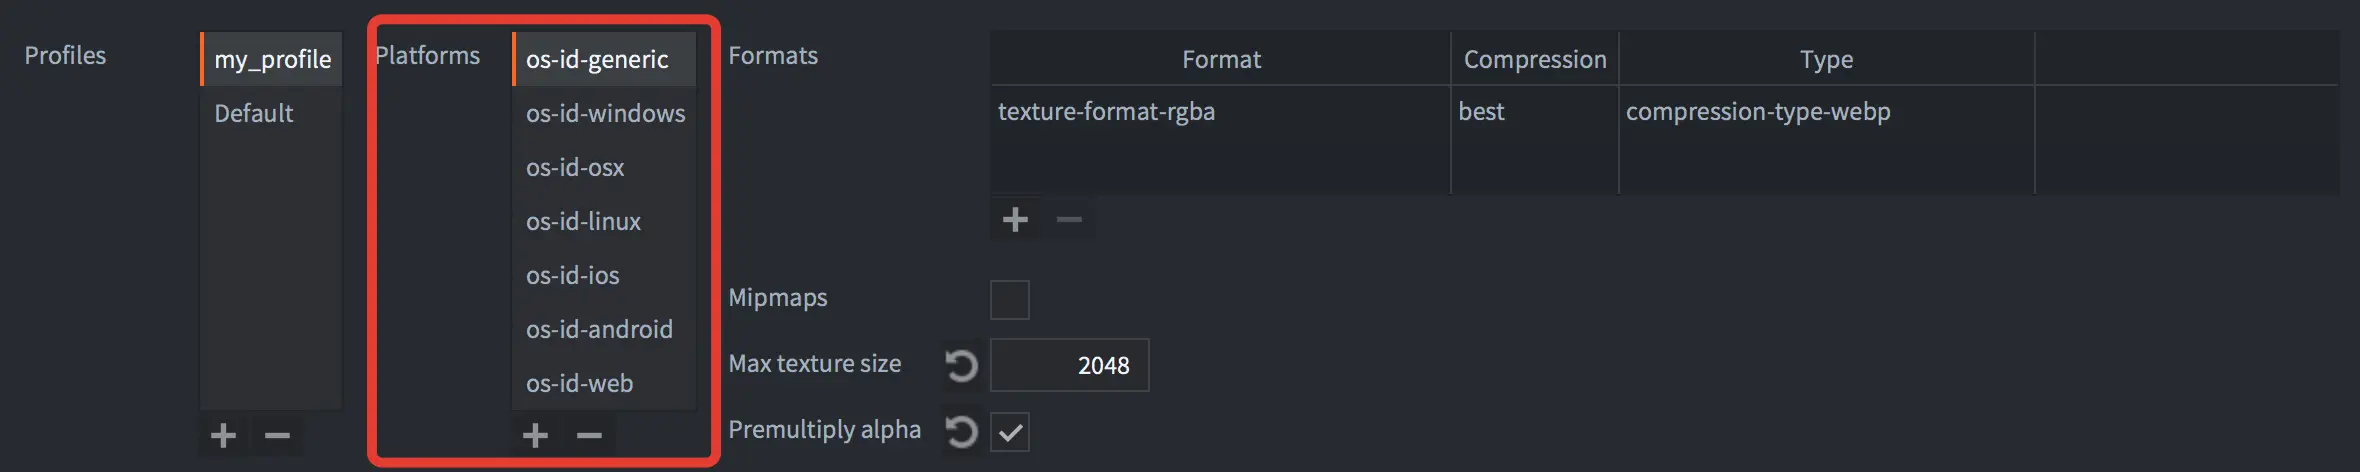 Profiles
my_profile
Default
Platforms
os-id-generic
os-id-windows
os-id-osx
os-id-linux
os-id-ios
os-id-android
os-id-web
Formats
Format Compression Type
texture-format-rgba best compression-type-webp
Mipmaps
Max texture size 2048
Premultiply alpha